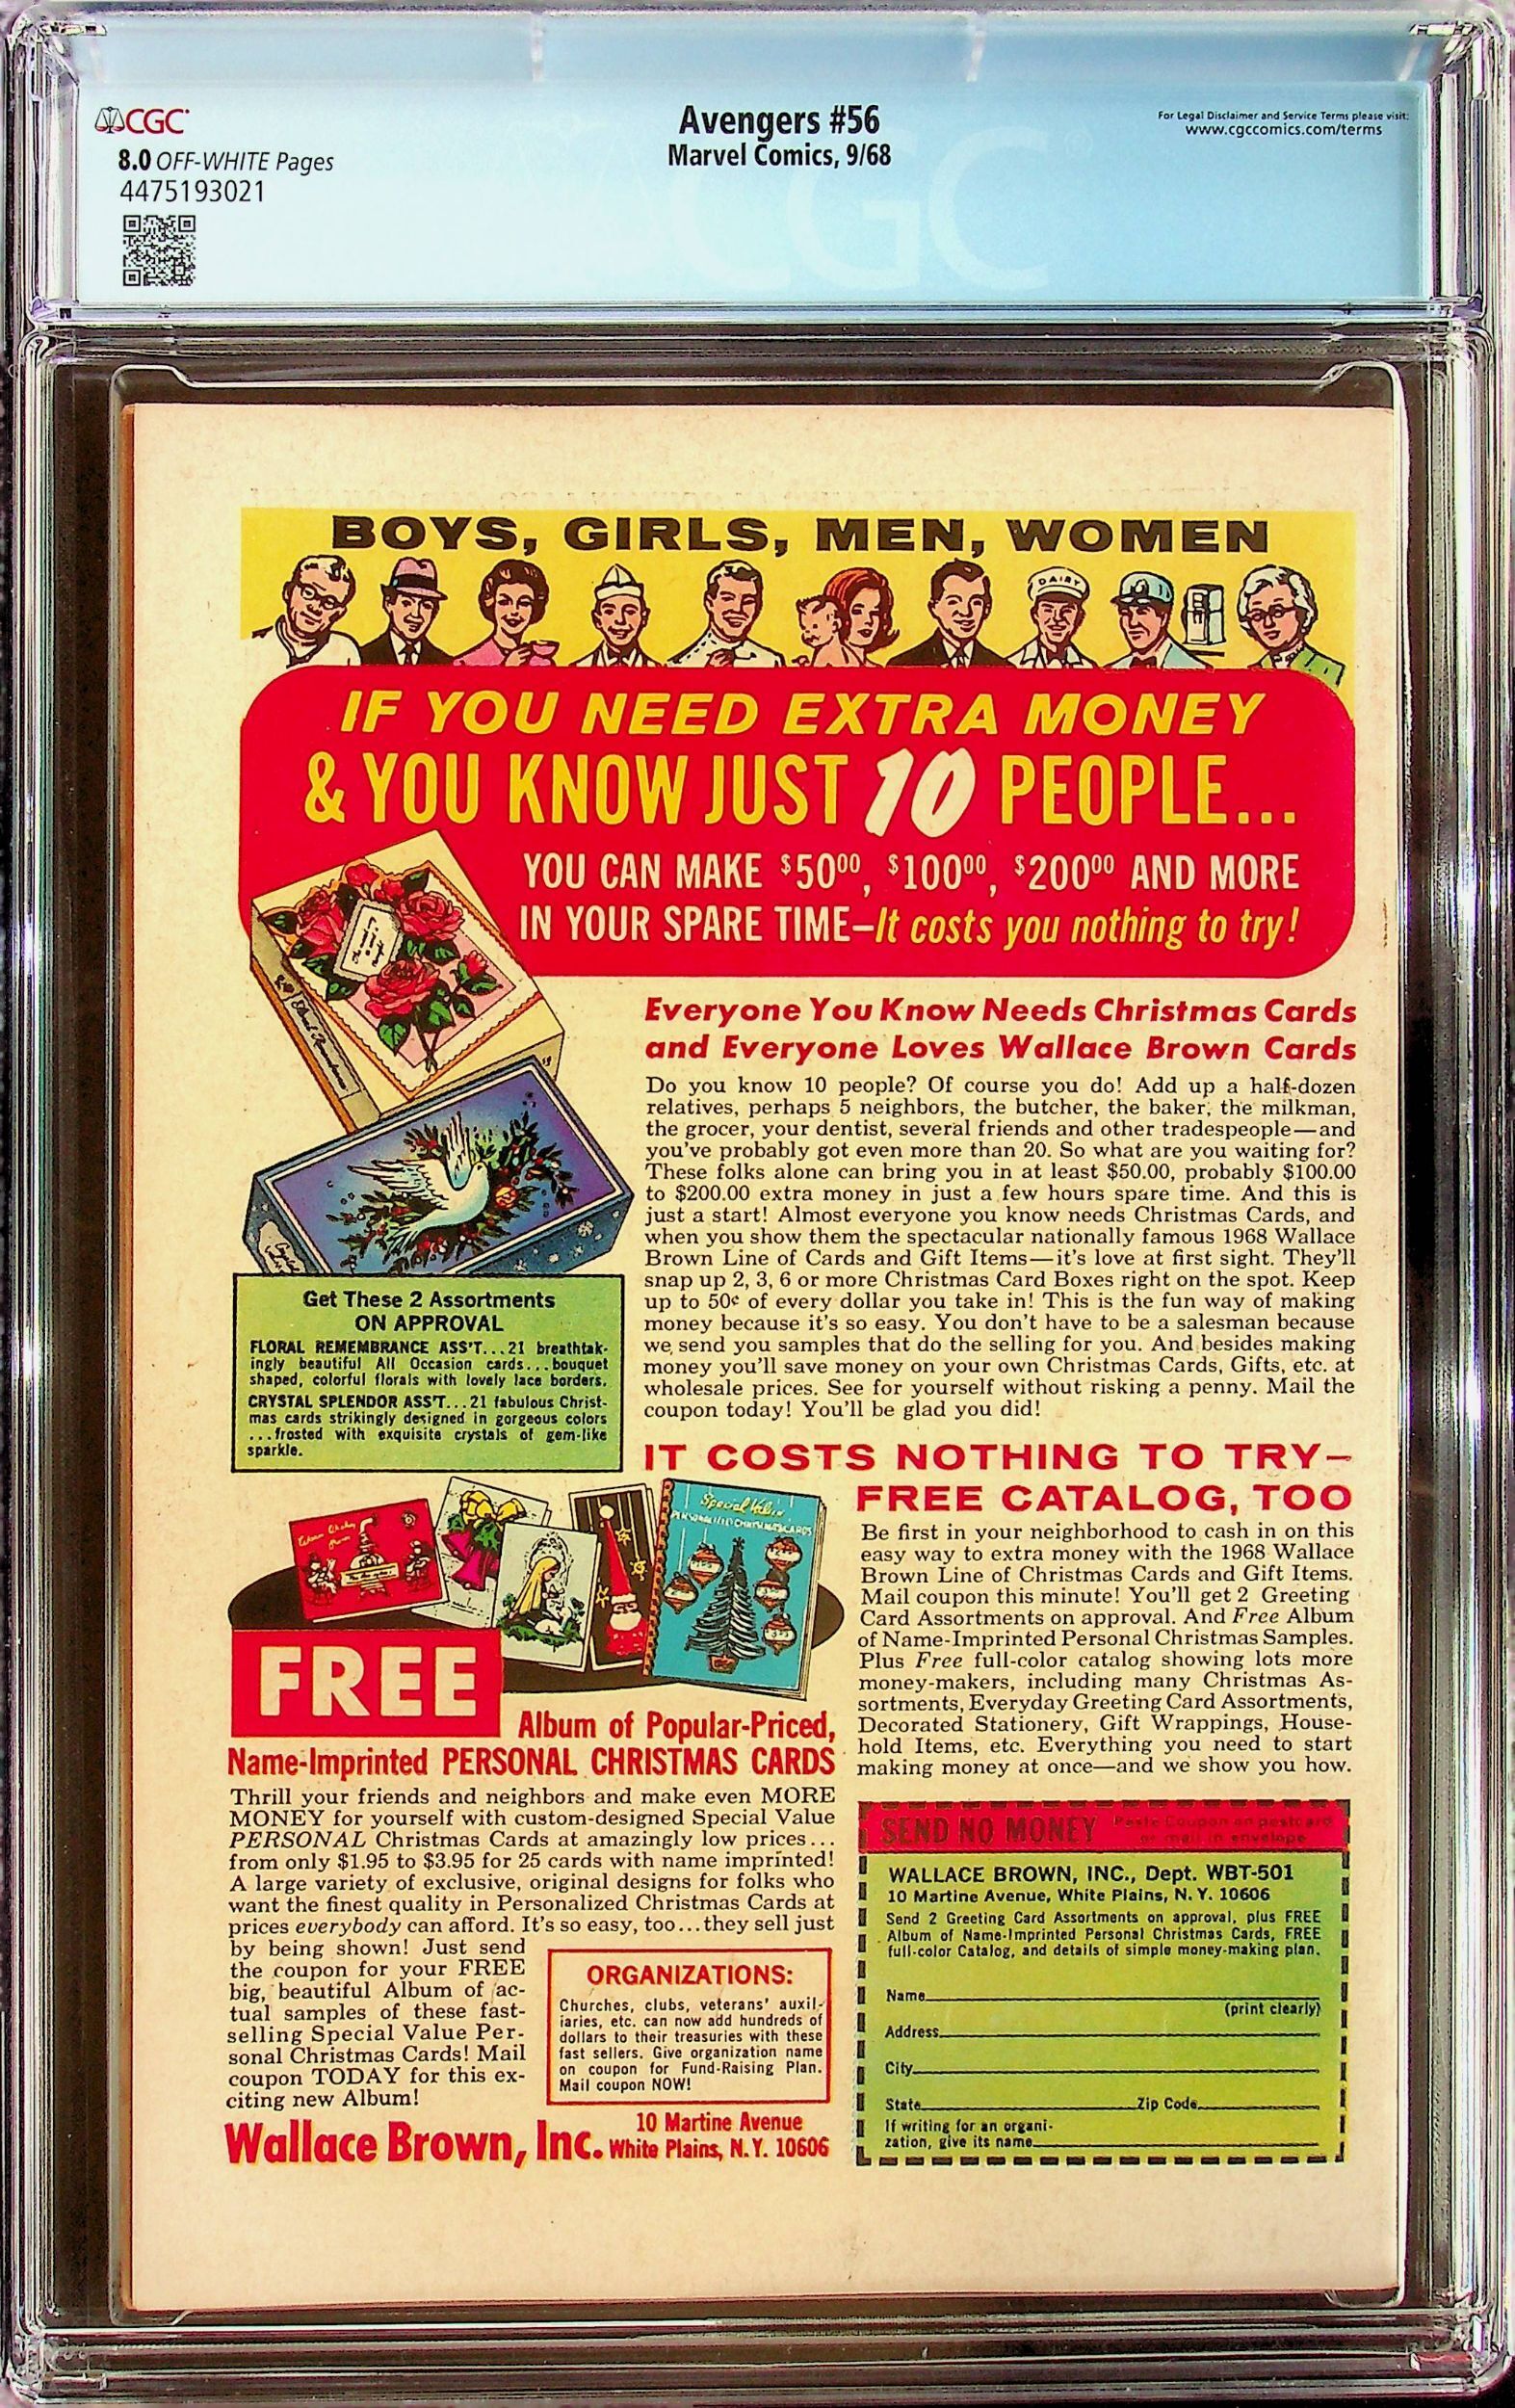 CGC
8.0 OFF-WHITE Pages
4475193021
Avengers #56
Marvel Comics, 9/68
For Legal Disclaimer and Service Terms please visit:
www.cgccomics.com/terms
CGC
BOYS, GIRLS, MEN, WOMEN
DAIRY
IF YOU NEED EXTRA MONEY
& YOU KNOW JUST 10 PEOPLE...
YOU CAN MAKE $50⁰⁰, $100⁰⁰, $200⁰⁰ AND MORE
IN YOUR SPARE TIME–It costs you nothing to try!
Everyone You Know Needs Christmas Cards
and Everyone Loves Wallace Brown Cards
Do you know 10 people? Of course you do! Add up a half-dozen
relatives, perhaps 5 neighbors, the butcher, the baker, the milkman,
the grocer, your dentist, several friends and other tradespeople—and
you've probably got even more than 20. So what are you waiting for?
These folks alone can bring you in at least $50.00, probably $100.00
to $200.00 extra money in just a few hours spare time. And this is
just a start! Almost everyone you know needs Christmas Cards, and
when you show them the spectacular nationally famous 1968 Wallace
Brown Line of Cards and Gift Items—it's love at first sight. They'll
snap up 2, 3, 6 or more Christmas Card Boxes right on the spot. Keep
up to 50¢ of every dollar you take in! This is the fun way of making
money because it's so easy. You don't have to be a salesman because
we send you samples that do the selling for you. And besides making
money you'll save money on your own Christmas Cards, Gifts, etc. at
wholesale prices. See for yourself without risking a penny. Mail the
coupon today! You'll be glad you did!
Get These 2 Assortments
ON APPROVAL
FLORAL REMEMBRANCE ASS'T...21 breathtak-
ingly beautiful All Occasion cards...bouquet
shaped, colorful florals with lovely lace borders.
CRYSTAL SPLENDOR ASS'T...21 fabulous Christ-
mas cards strikingly designed in gorgeous colors
...frosted with exquisite crystals of gem-like
sparkle.
IT COSTS NOTHING TO TRY–
FREE CATALOG, TOO
Be first in your neighborhood to cash in on this
easy way to extra money with the 1968 Wallace
Brown Line of Christmas Cards and Gift Items.
Mail coupon this minute! You'll get 2 Greeting
Card Assortments on approval. And Free Album
of Name-Imprinted Personal Christmas Samples.
Plus Free full-color catalog showing lots more
money-makers, including many Christmas As-
sortments, Everyday Greeting Card Assortments,
Decorated Stationery, Gift Wrappings, House-
hold Items, etc. Everything you need to start
making money at once—and we show you how.
Special Value
PERSONALIZED CHRISTMAS CARDS
FREE
Album of Popular-Priced,
Name-Imprinted PERSONAL CHRISTMAS CARDS
Thrill your friends and neighbors and make even MORE
MONEY for yourself with custom-designed Special Value
PERSONAL Christmas Cards at amazingly low prices...
from only $1.95 to $3.95 for 25 cards with name imprinted!
A large variety of exclusive, original designs for folks who
want the finest quality in Personalized Christmas Cards at
prices everybody can afford. It's so easy, too...they sell just
by being shown! Just send
the coupon for your FREE
big, beautiful Album of ac-
tual samples of these fast-
selling Special Value Per-
sonal Christmas Cards! Mail
coupon TODAY for this ex-
citing new Album!
ORGANIZATIONS:
Churches, clubs, veterans' auxil-
iaries, etc. can now add hundreds of
dollars to their treasuries with these
fast sellers. Give organization name
on coupon for Fund-Raising Plan.
Mail coupon NOW!
Wallace Brown, Inc.
10 Martine Avenue
White Plains, N.Y. 10606
SEND NO MONEY
Paste Coupon on postcard
or mail in envelope
WALLACE BROWN, INC., Dept. WBT-501
10 Martine Avenue, White Plains, N.Y. 10606
Send 2 Greeting Card Assortments on approval, plus FREE
Album of Name-Imprinted Personal Christmas Cards, FREE
full-color Catalog, and details of simple money-making plan.
Name
(print clearly)
Address
City
State Zip Code
If writing for an organi-
zation, give its name